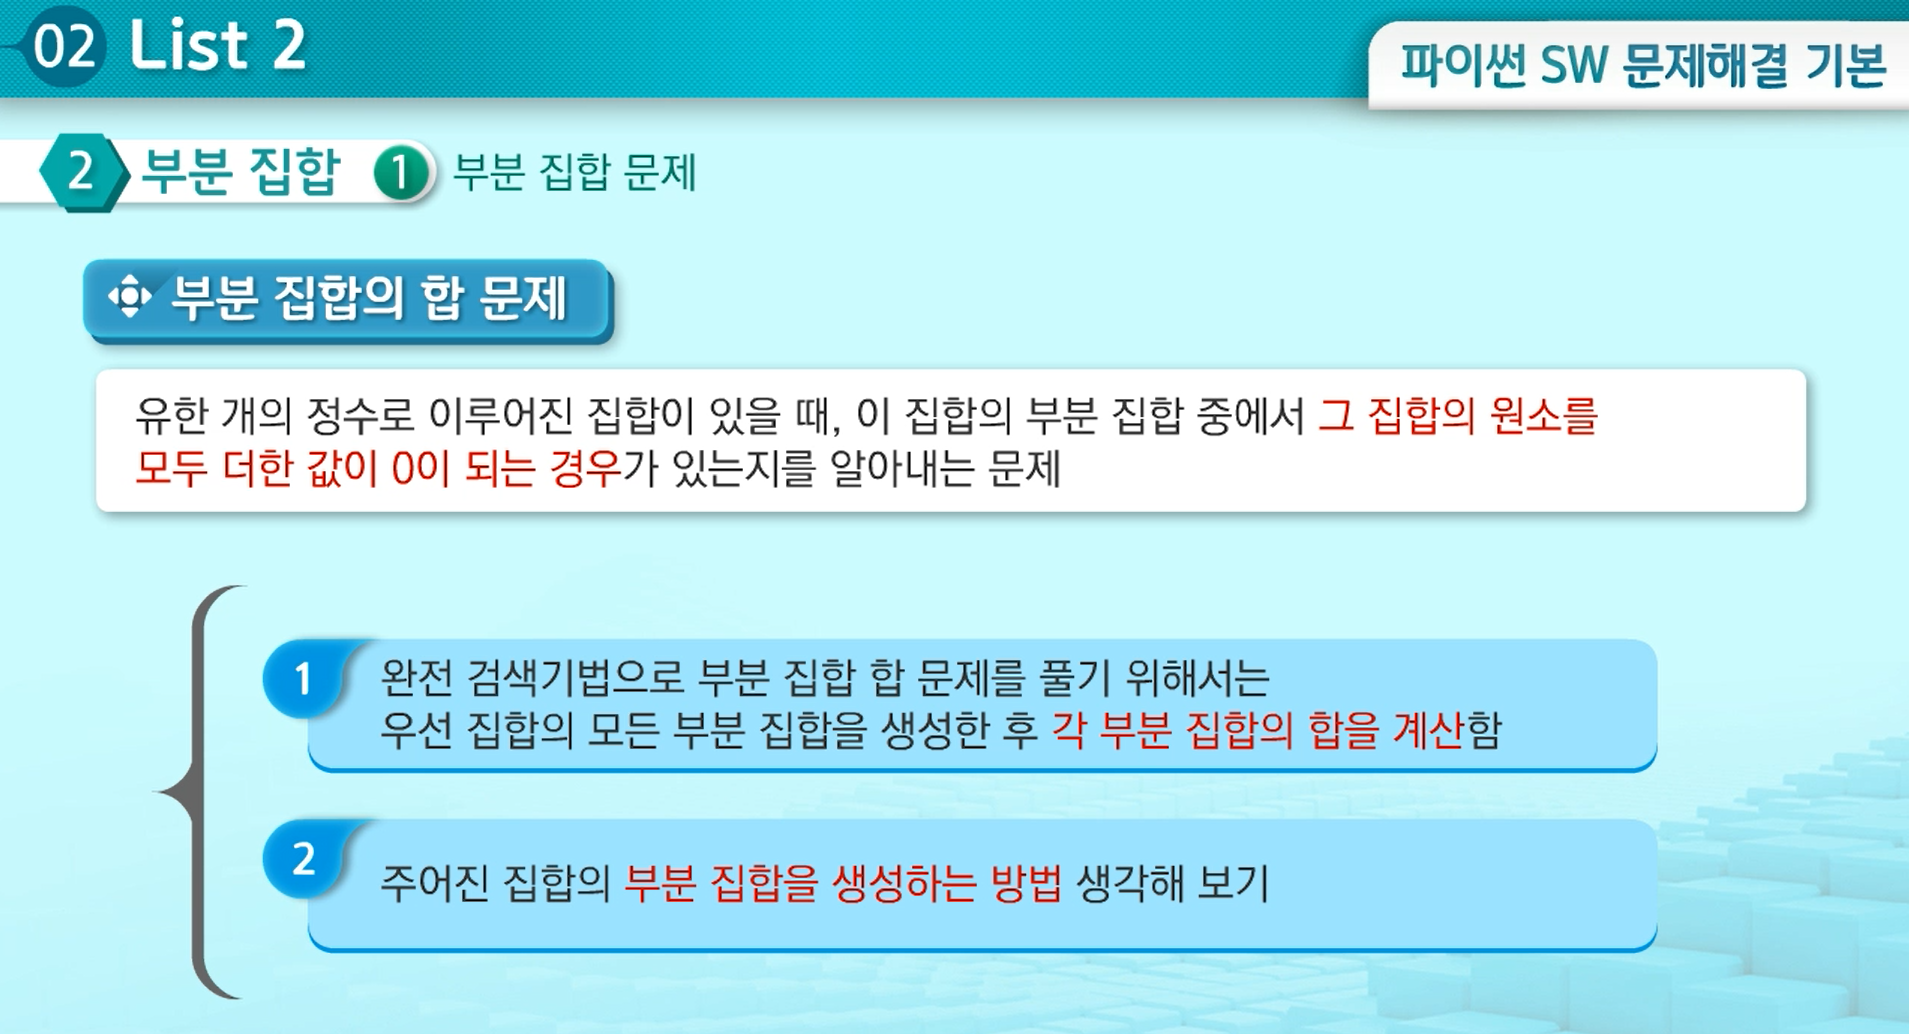 02 List 2
파이썬 SW 문제해결 기본
2 부분 집합 1 부분 집합 문제
부분 집합의 합 문제
유한 개의 정수로 이루어진 집합이 있을 때, 이 집합의 부분 집합 중에서 그 집합의 원소를
모두 더한 값이 0이 되는 경우가 있는지를 알아내는 문제
1
완전 검색기법으로 부분 집합 합 문제를 풀기 위해서는
우선 집합의 모든 부분 집합을 생성한 후 각 부분 집합의 합을 계산함
2
주어진 집합의 부분 집합을 생성하는 방법 생각해 보기